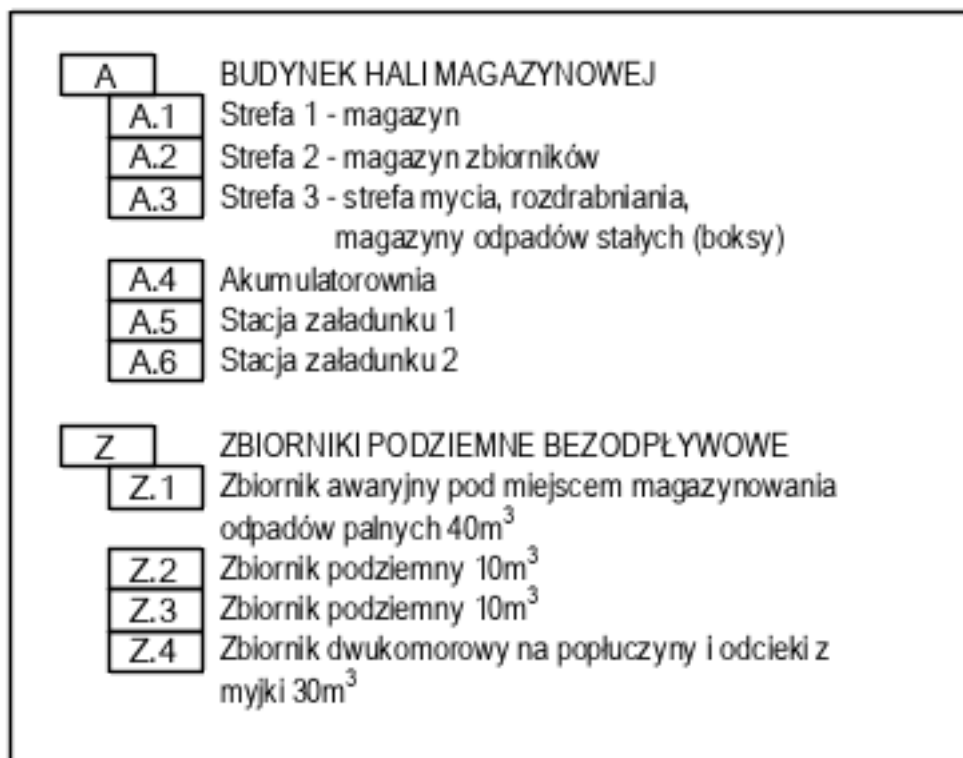 A BUDYNEK HALI MAGAZYNOWEJ
A.1 Strefa 1 - magazyn
A.2 Strefa 2 - magazyn zbiorników
A.3 Strefa 3 - strefa mycia, rozdrabniania,
magazyny odpadów stałych (boksy)
A.4 Akumulatorownia
A.5 Stacja załadunku 1
A.6 Stacja załadunku 2
Z ZBIORNIKI PODZIEMNE BEZODPŁYWOWE
Z.1 Zbiornik awaryjny pod miejscem magazynowania
odpadów palnych 40m³
Z.2 Zbiornik podziemny 10m³
Z.3 Zbiornik podziemny 10m³
Z.4 Zbiornik dwukomorowy na popłuczyny i odcieki z
myjki 30m³